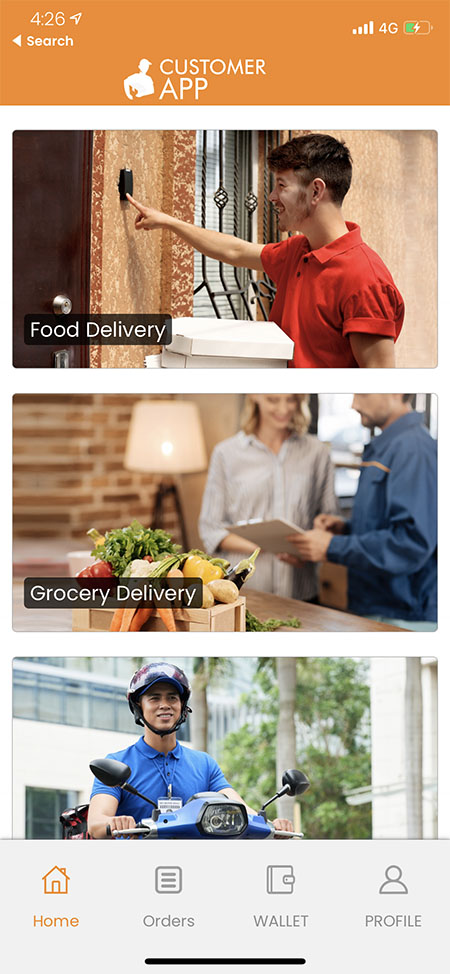 4:26
4G
Search
CUSTOMER
APP
Food Delivery
Grocery Delivery
Home
Orders
WALLET
PROFILE